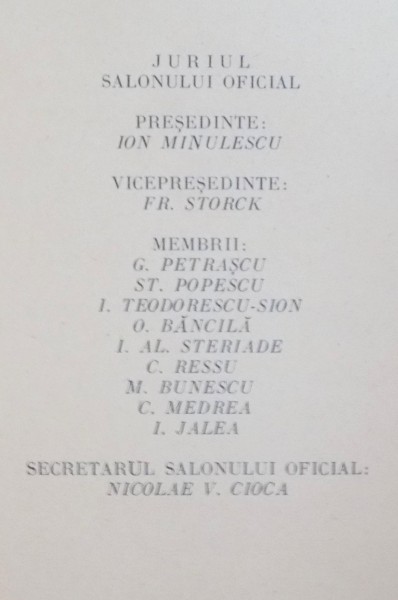 JURIUL
SALONULUI OFICIAL
PREȘEDINTE:
ION MINULESCU
VICEPREȘEDINTE:
FR. STORCK
MEMBRII:
G. PETRAȘCU
ST. POPESCU
I. TEODORESCU-SION
O. BĂNCILĂ
I. AL. STERIADE
C. RESSU
M. BUNESCU
C. MEDREA
I. JALEA
SECRETARUL SALONULUI OFICIAL:
NICOLAE V. CIOCA